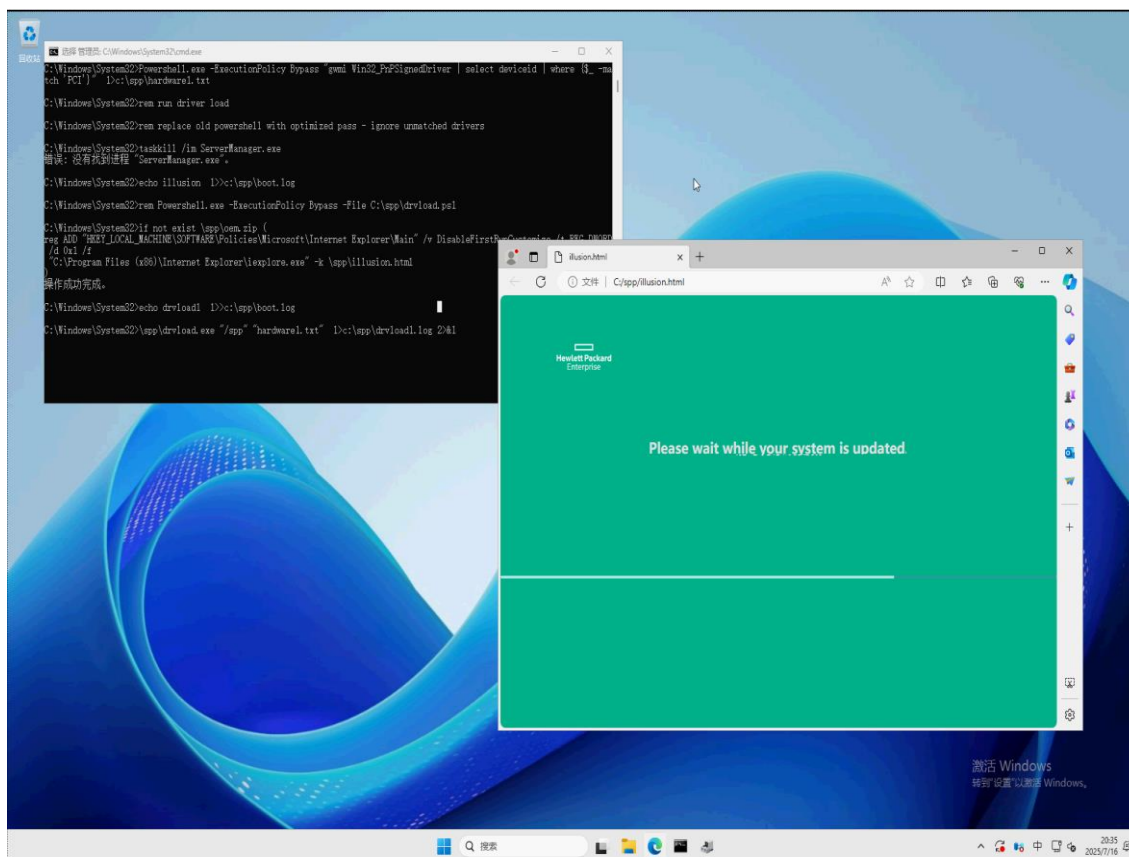 回收站
选择 管理员: C:\Windows\System32\cmd.exe
C:\Windows\System32>Powershell.exe -ExecutionPolicy Bypass "gwmi Win32_PnPSignedDriver | select deviceid | where {$_ -ma
tch 'PCI'}"  1>c:\spp\hardware1.txt
C:\Windows\System32>rem run driver load
C:\Windows\System32>rem replace old powershell with optimized pass - ignore unmatched drivers
C:\Windows\System32>taskkill /im ServerManager.exe
错误: 没有找到进程 "ServerManager.exe"。
C:\Windows\System32>echo illusion  1>>c:\spp\boot.log
C:\Windows\System32>rem Powershell.exe -ExecutionPolicy Bypass -File C:\spp\drvload.ps1
C:\Windows\System32>if not exist \spp\oem.zip (
reg ADD "HKEY_LOCAL_MACHINE\SOFTWARE\Policies\Microsoft\Internet Explorer\Main" /v DisableFirstRunCustomize /t REG_DWORD
/d 0x1 /f
"C:\Program Files (x86)\Internet Explorer\iexplore.exe" -k \spp\illusion.html
)
操作成功完成。
C:\Windows\System32>echo drvload1  1>>c:\spp\boot.log
C:\Windows\System32>\spp\drvload.exe "/spp" "hardware1.txt"  1>c:\spp\drvload1.log 2>&1
illusion.html
文件 C:/spp/illusion.html
Hewlett Packard
Enterprise
Please wait while your system is updated.
激活 Windows
转到"设置"以激活 Windows。
搜索
中
20:35
2025/7/16